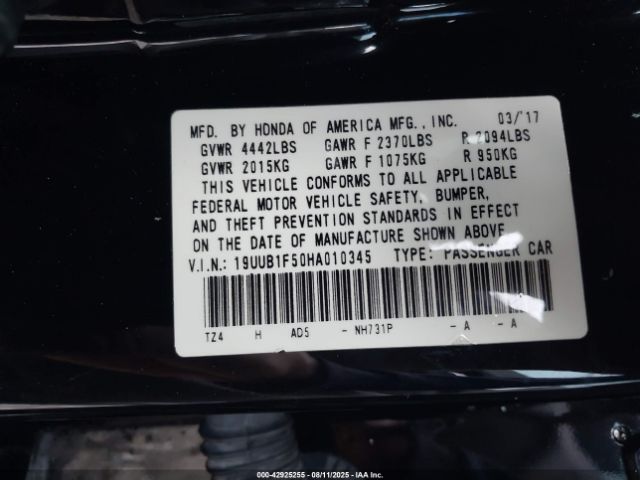 MFD. BY HONDA OF AMERICA MFG., INC. 03/'17
GVWR 4442LBS GAWR F 2370LBS R 2094LBS
GVWR 2015KG GAWR F 1075KG R 950KG
THIS VEHICLE CONFORMS TO ALL APPLICABLE
FEDERAL MOTOR VEHICLE SAFETY, BUMPER,
AND THEFT PREVENTION STANDARDS IN EFFECT
ON THE DATE OF MANUFACTURE SHOWN ABOVE.
V.I.N.: 19UUB1F50HA010345 TYPE: PASSENGER CAR
TZ4 H AD5 - NH731P - A - A
000-42925255 - 08/11/2025 - IAA Inc.